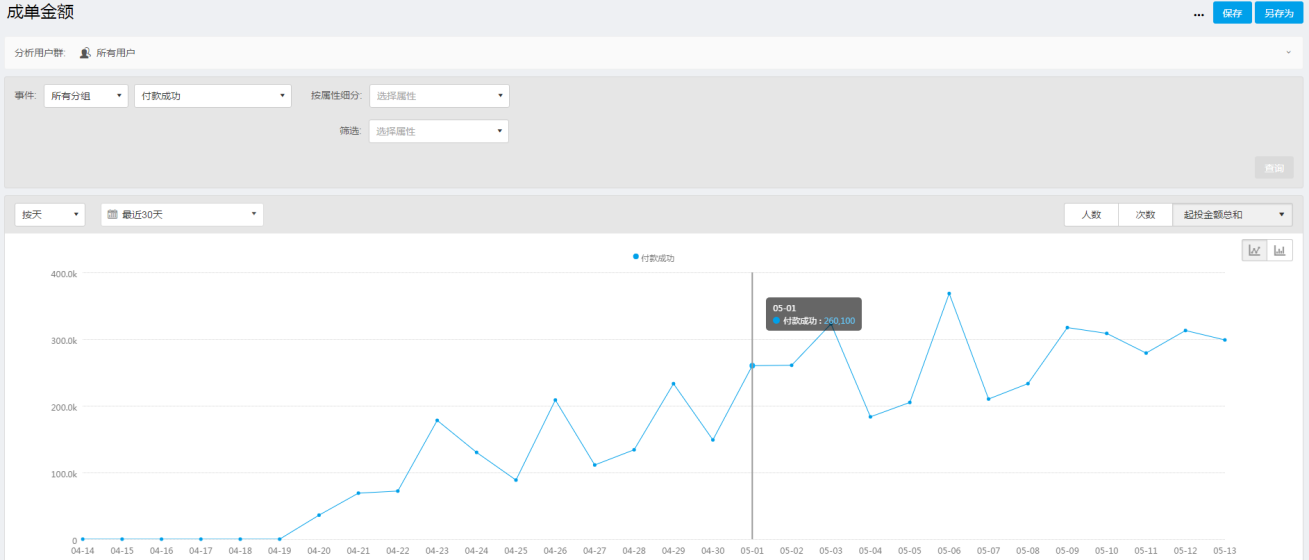 成单金额
... 保存 另存为
分析用户群: 所有用户
事件: 所有分组 付款成功 按属性细分: 选择属性
筛选: 选择属性
查询
按天 最近30天 人数 次数 起投金额总和
付款成功
400.0k
05-01
付款成功 : 260,100
300.0k
200.0k
100.0k
0
04-14 04-15 04-16 04-17 04-18 04-19 04-20 04-21 04-22 04-23 04-24 04-25 04-26 04-27 04-28 04-29 04-30 05-01 05-02 05-03 05-04 05-05 05-06 05-07 05-08 05-09 05-10 05-11 05-12 05-13